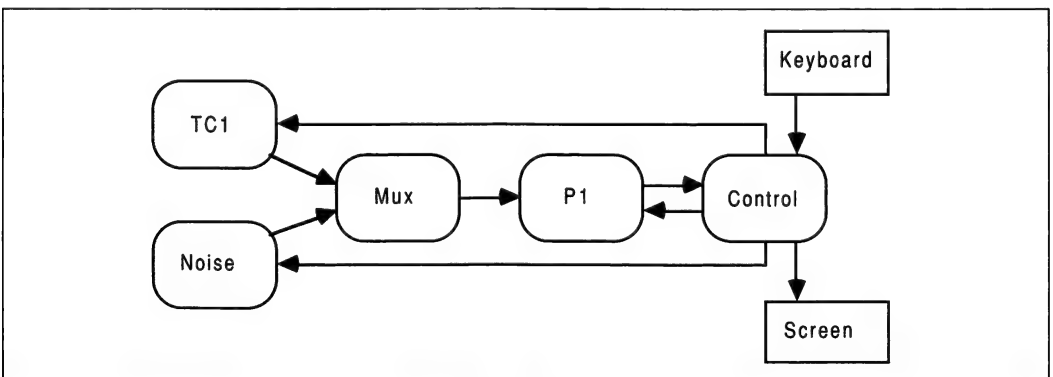 Keyboard
TC1
Mux
P1
Control
Noise
Screen